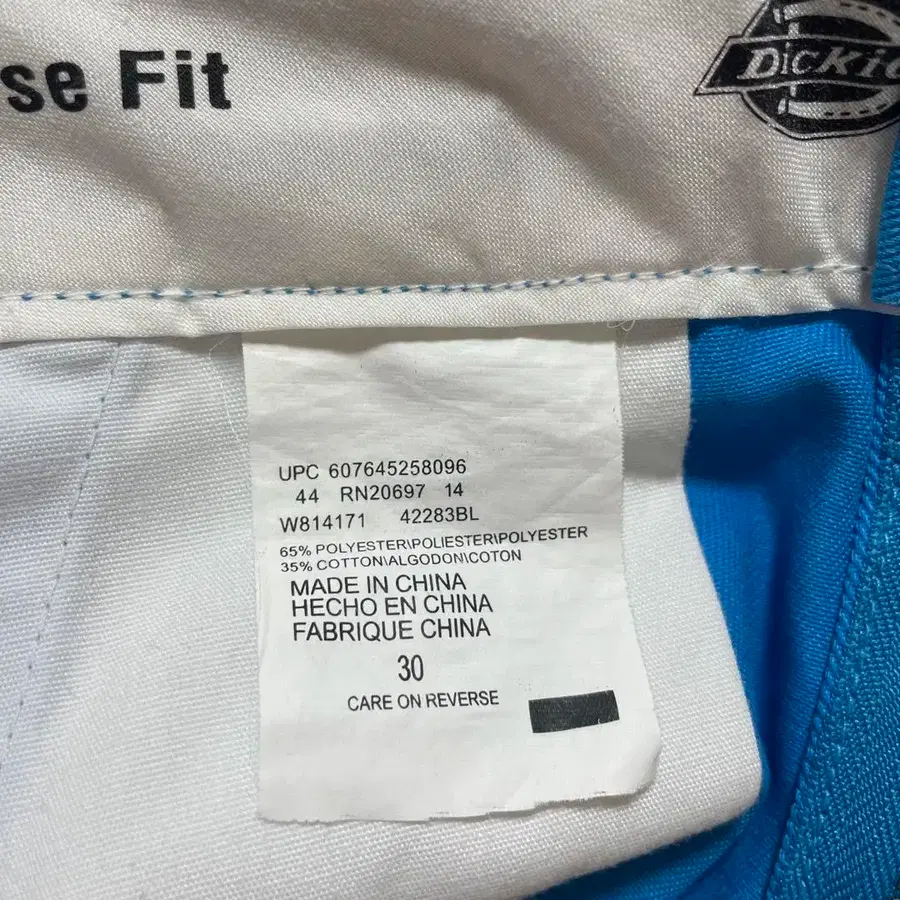 se Fit
DICKIE
UPC 607645258096
44 RN20697 14
W814171 42283BL
65% POLYESTER\POLIESTER\POLYESTER
35% COTTON\ALGODON\COTON
MADE IN CHINA
HECHO EN CHINA
FABRIQUE CHINA
30
CARE ON REVERSE